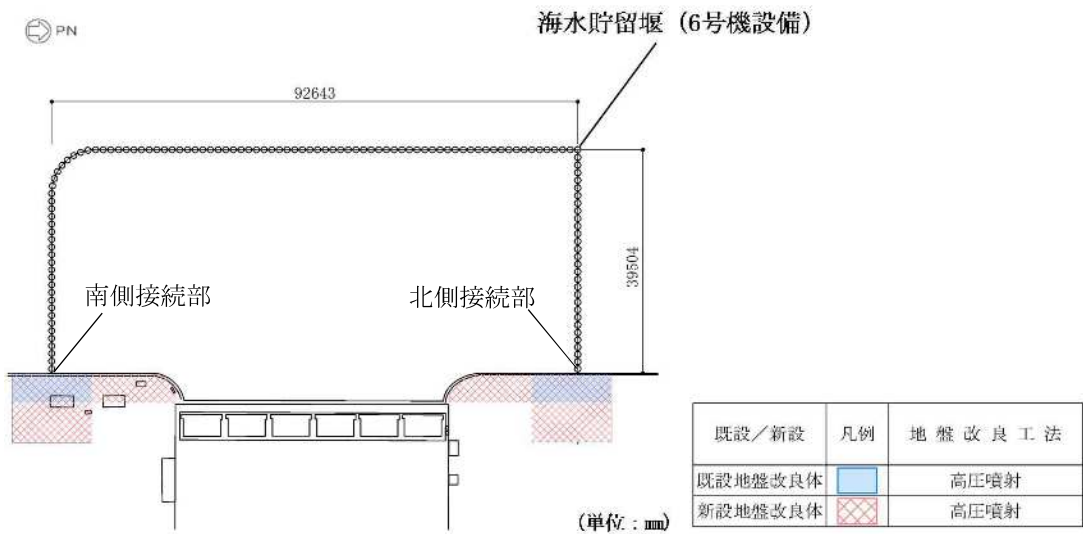 PN
海水貯留堰（6号機設備）
92643
39504
南側接続部
北側接続部
既設／新設 凡例 地盤改良工法
既設地盤改良体 高圧噴射
新設地盤改良体 高圧噴射
(単位：mm)